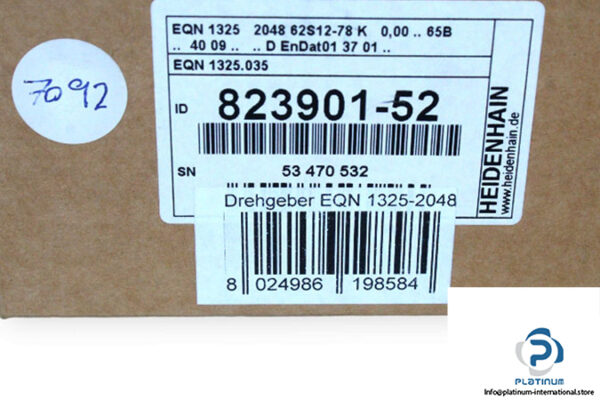 7092
EQN 1325 2048 62S12-78 K 0,00 .. 65B
.. 40 09 .. .. D EnDat01 37 01 ..
EQN 1325.035
ID 823901-52
SN 53 470 532
HEIDENHAIN
www.heidenhain.de
Drehgeber EQN 1325-2048
8 024986 198584
PLATINUM
Info@platinum-international.store